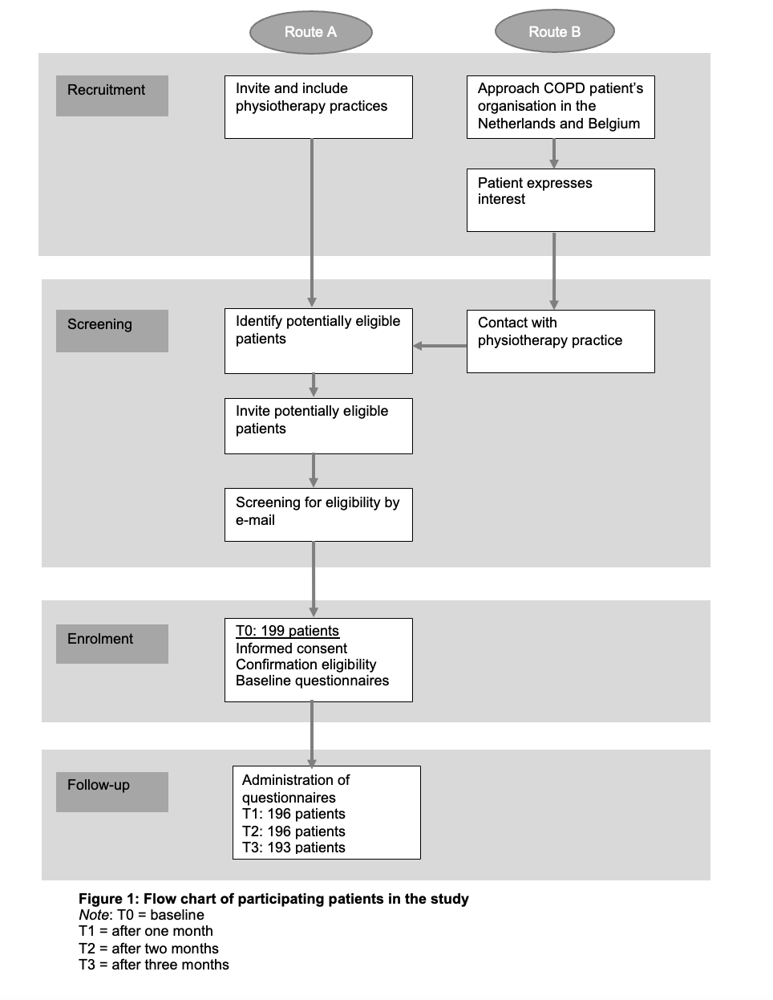 Route A
Route B
Recruitment
Invite and include
physiotherapy practices
Approach COPD patient's
organisation in the
Netherlands and Belgium
Patient expresses
interest
Screening
Identify potentially eligible
patients
Contact with
physiotherapy practice
Invite potentially eligible
patients
Screening for eligibility by
e-mail
Enrolment
T0: 199 patients
Informed consent
Confirmation eligibility
Baseline questionnaires
Follow-up
Administration of
questionnaires
T1: 196 patients
T2: 196 patients
T3: 193 patients
Figure 1: Flow chart of participating patients in the study
Note: T0 = baseline
T1 = after one month
T2 = after two months
T3 = after three months